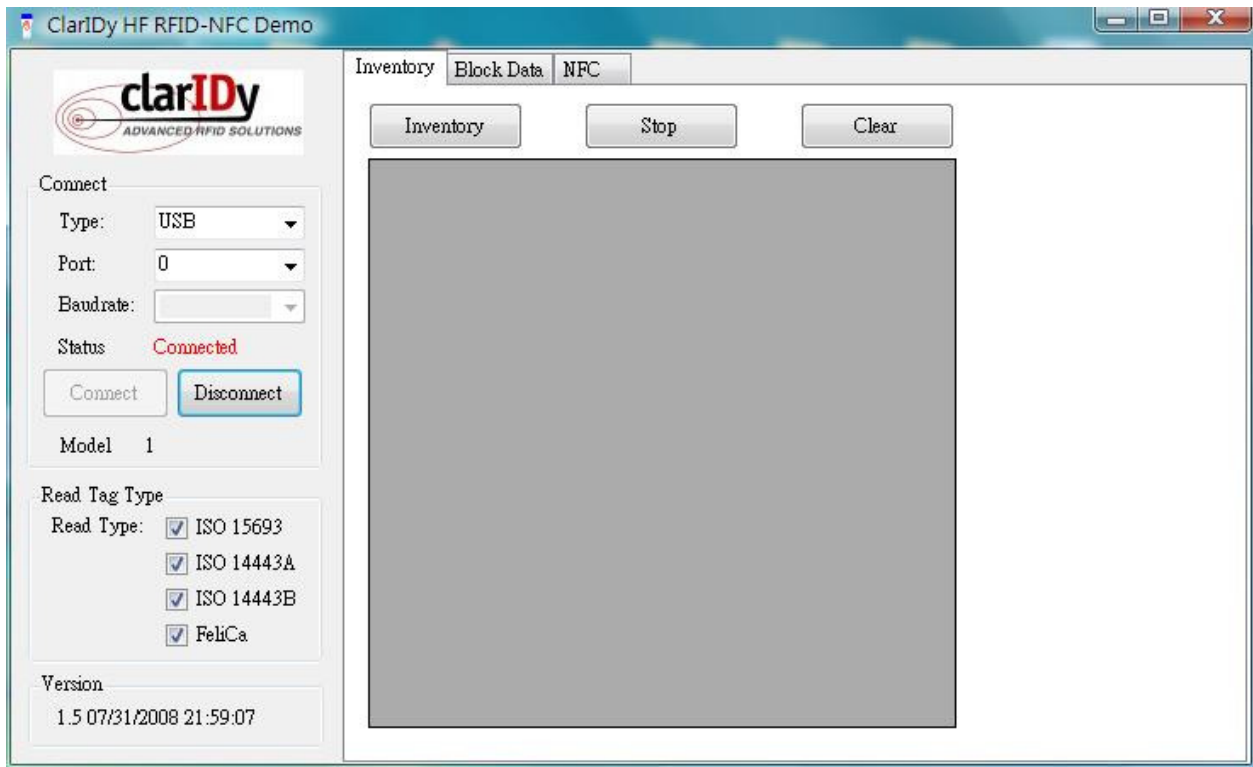 ClarIDy HF RFID-NFC Demo
clarIDy
ADVANCED RFID SOLUTIONS
Connect
Type: USB
Port: 0
Baudrate:
Status Connected
Connect Disconnect
Model 1
Read Tag Type
Read Type: ISO 15693
ISO 14443A
ISO 14443B
FeliCa
Version
1.5 07/31/2008 21:59:07
Inventory Block Data NFC
Inventory Stop Clear